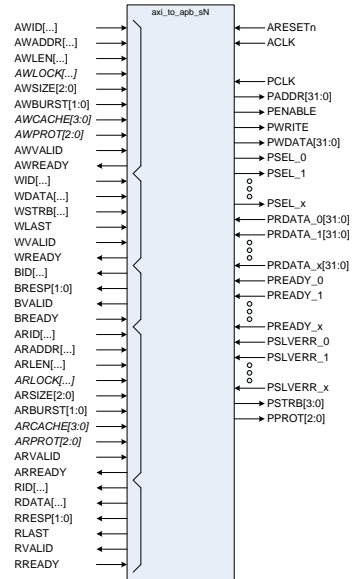 axi_to_apb_sN
AWID[...]
AWADDR[...]
AWLEN[...]
AWLOCK[...]
AWSIZE[2:0]
AWBURST[1:0]
AWCACHE[3:0]
AWPROT[2:0]
AWVALID
AWREADY
WID[...]
WDATA[...]
WSTRB[...]
WLAST
WVALID
WREADY
BID[...]
BRESP[1:0]
BVALID
BREADY
ARID[...]
ARADDR[...]
ARLEN[...]
ARLOCK[...]
ARSIZE[2:0]
ARBURST[1:0]
ARCACHE[3:0]
ARPROT[2:0]
ARVALID
ARREADY
RID[...]
RDATA[...]
RRESP[1:0]
RLAST
RVALID
RREADY
ARESETn
ACLK
PCLK
PADDR[31:0]
PENABLE
PWRITE
PWDATA[31:0]
PSEL_0
PSEL_1
PSEL_x
PRDATA_0[31:0]
PRDATA_1[31:0]
PRDATA_x[31:0]
PREADY_0
PREADY_1
PREADY_x
PSLVERR_0
PSLVERR_1
PSLVERR_x
PSTRB[3:0]
PPROT[2:0]